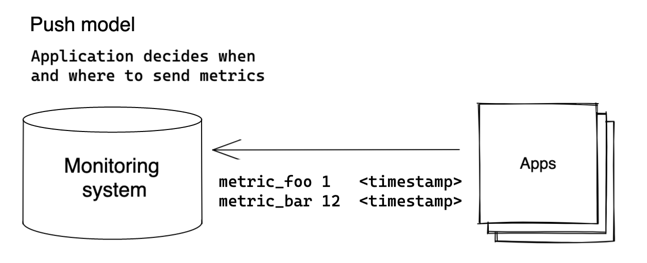 Push model
Application decides when
and where to send metrics
Monitoring
system
metric_foo 1 <timestamp>
metric_bar 12 <timestamp>
Apps